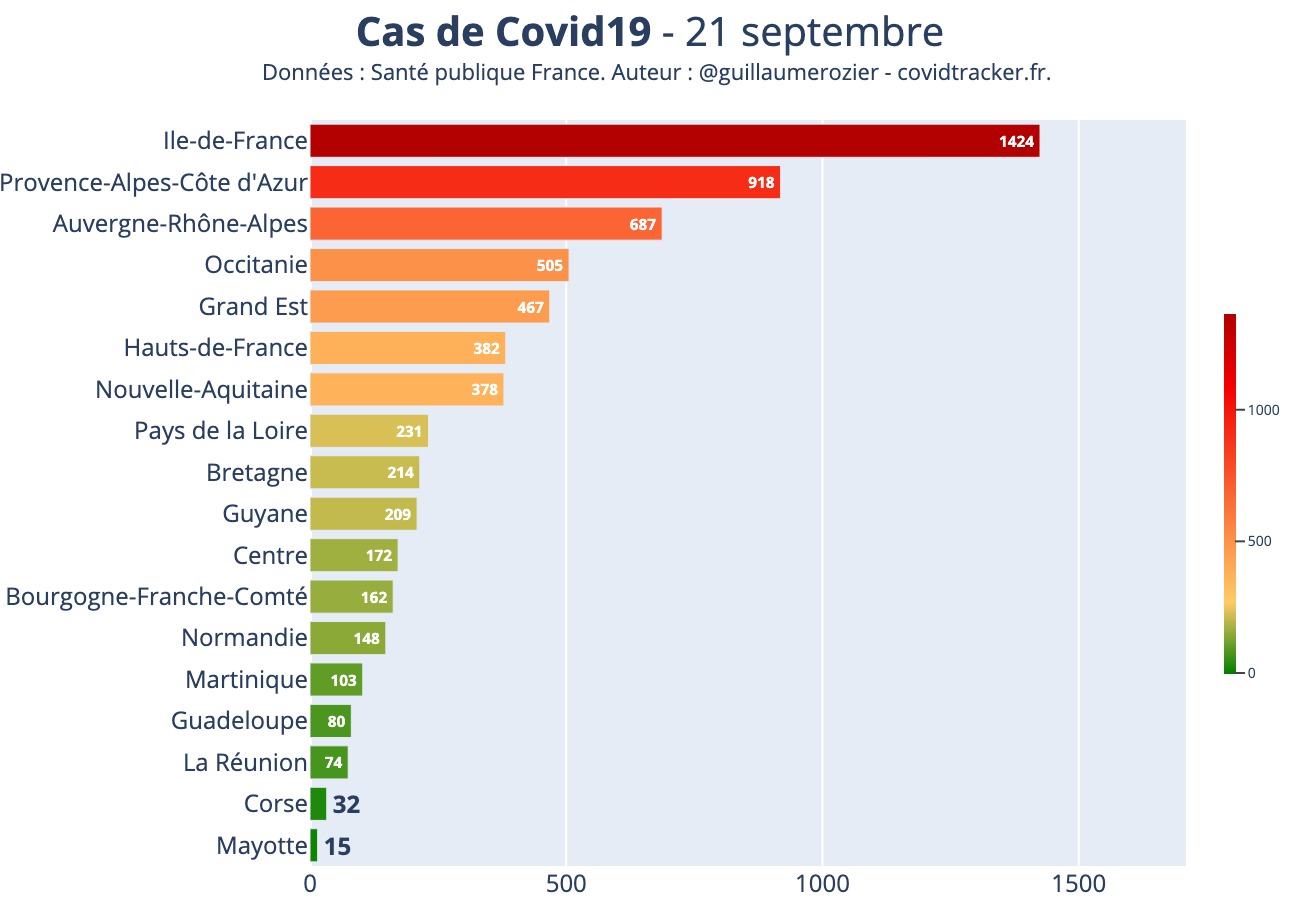 Cas de Covid19 - 21 septembre
Données : Santé publique France. Auteur : @guillaumerozier - covidtracker.fr.
Ile-de-France 1424
Provence-Alpes-Côte d'Azur 918
Auvergne-Rhône-Alpes 687
Occitanie 505
Grand Est 467
Hauts-de-France 382
Nouvelle-Aquitaine 378
Pays de la Loire 231
Bretagne 214
Guyane 209
Centre 172
Bourgogne-Franche-Comté 162
Normandie 148
Martinique 103
Guadeloupe 80
La Réunion 74
Corse 32
Mayotte 15
0 500 1000 1500
1000
500
0